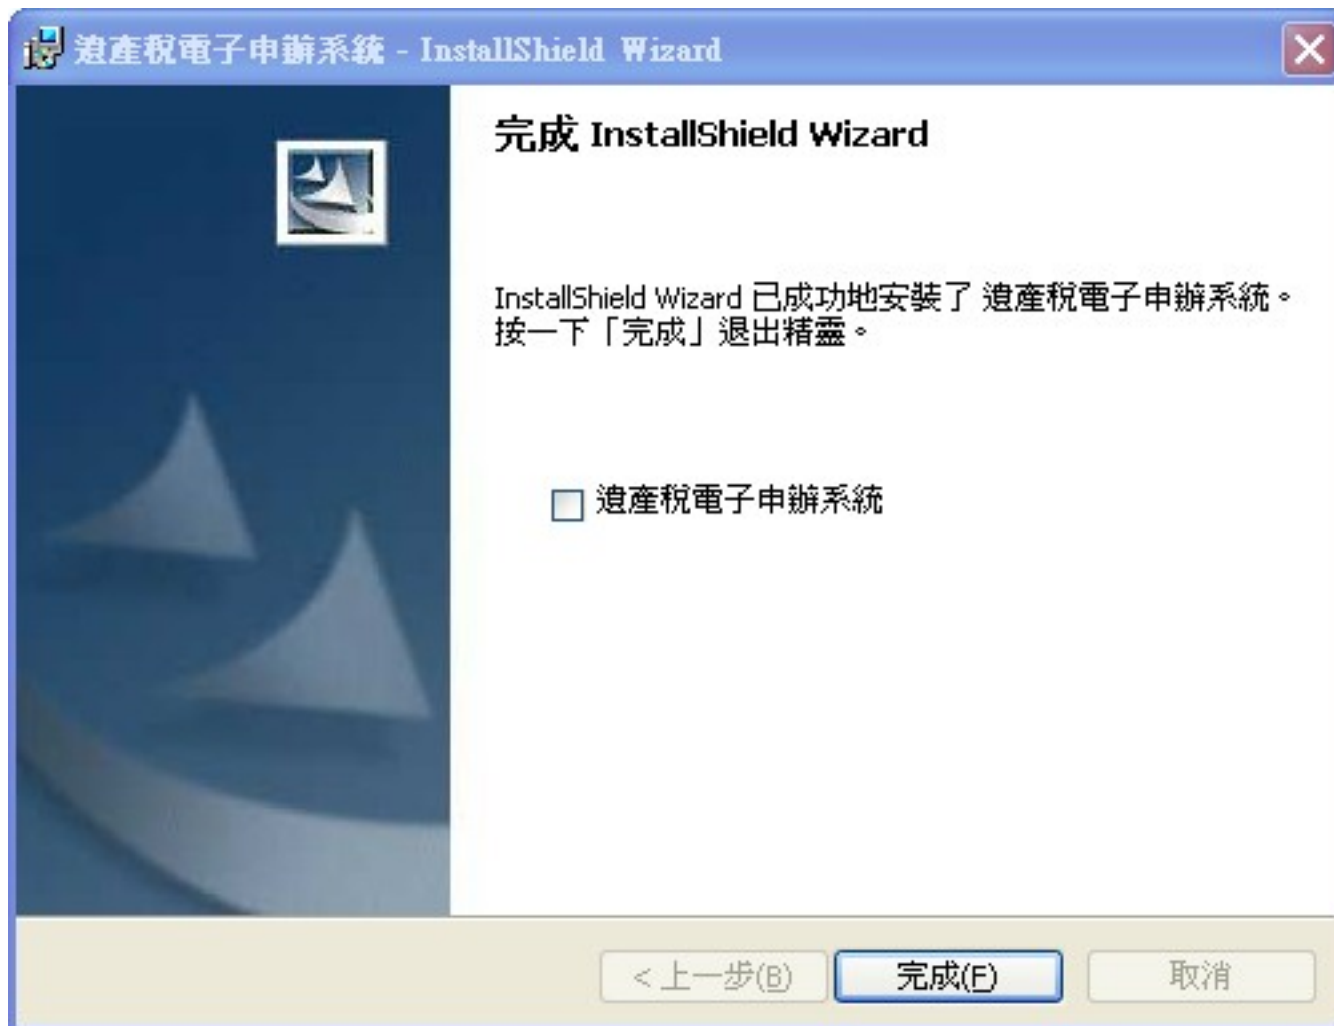 遺產稅電子申辦系統 - InstallShield Wizard
完成 InstallShield Wizard
InstallShield Wizard 已成功地安裝了 遺產稅電子申辦系統。
按一下「完成」退出精靈。
遺產稅電子申辦系統
< 上一步(B)
完成(F)
取消